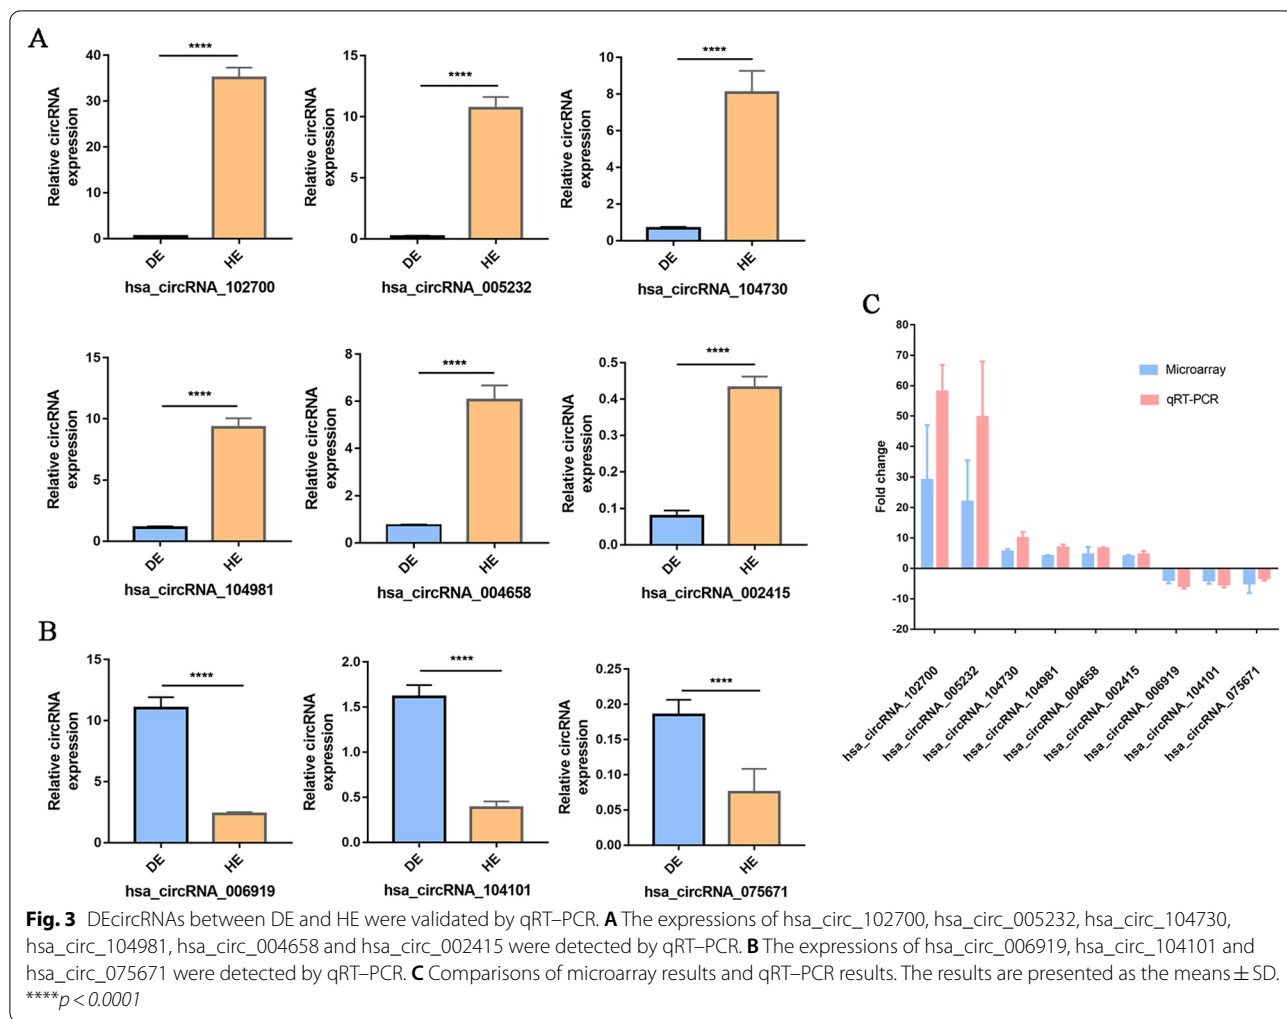 A
****
40
30
20
10
0
Relative circRNA
expression
DE
HE
hsa_circRNA_102700
****
15
10
5
0
Relative circRNA
expression
DE
HE
hsa_circRNA_005232
****
10
8
6
4
2
0
Relative circRNA
expression
DE
HE
hsa_circRNA_104730
****
15
10
5
0
Relative circRNA
expression
DE
HE
hsa_circRNA_104981
****
8
6
4
2
0
Relative circRNA
expression
DE
HE
hsa_circRNA_004658
****
0.5
0.4
0.3
0.2
0.1
0.0
Relative circRNA
expression
DE
HE
hsa_circRNA_002415
B
****
15
10
5
0
Relative circRNA
expression
DE
HE
hsa_circRNA_006919
****
2.0
1.5
1.0
0.5
0.0
Relative circRNA
expression
DE
HE
hsa_circRNA_104101
****
0.25
0.20
0.15
0.10
0.05
0.00
Relative circRNA
expression
DE
HE
hsa_circRNA_075671
C
80
70
60
50
40
30
20
10
0
-10
-20
Fold change
Microarray
qRT-PCR
hsa_circRNA_102700
hsa_circRNA_005232
hsa_circRNA_104730
hsa_circRNA_104981
hsa_circRNA_004658
hsa_circRNA_002415
hsa_circRNA_006919
hsa_circRNA_104101
hsa_circRNA_075671
Fig. 3 DEcircRNAs between DE and HE were validated by qRT–PCR. A The expressions of hsa_circ_102700, hsa_circ_005232, hsa_circ_104730,
hsa_circ_104981, hsa_circ_004658 and hsa_circ_002415 were detected by qRT–PCR. B The expressions of hsa_circ_006919, hsa_circ_104101 and
hsa_circ_075671 were detected by qRT–PCR. C Comparisons of microarray results and qRT–PCR results. The results are presented as the means ± SD.
****p < 0.0001